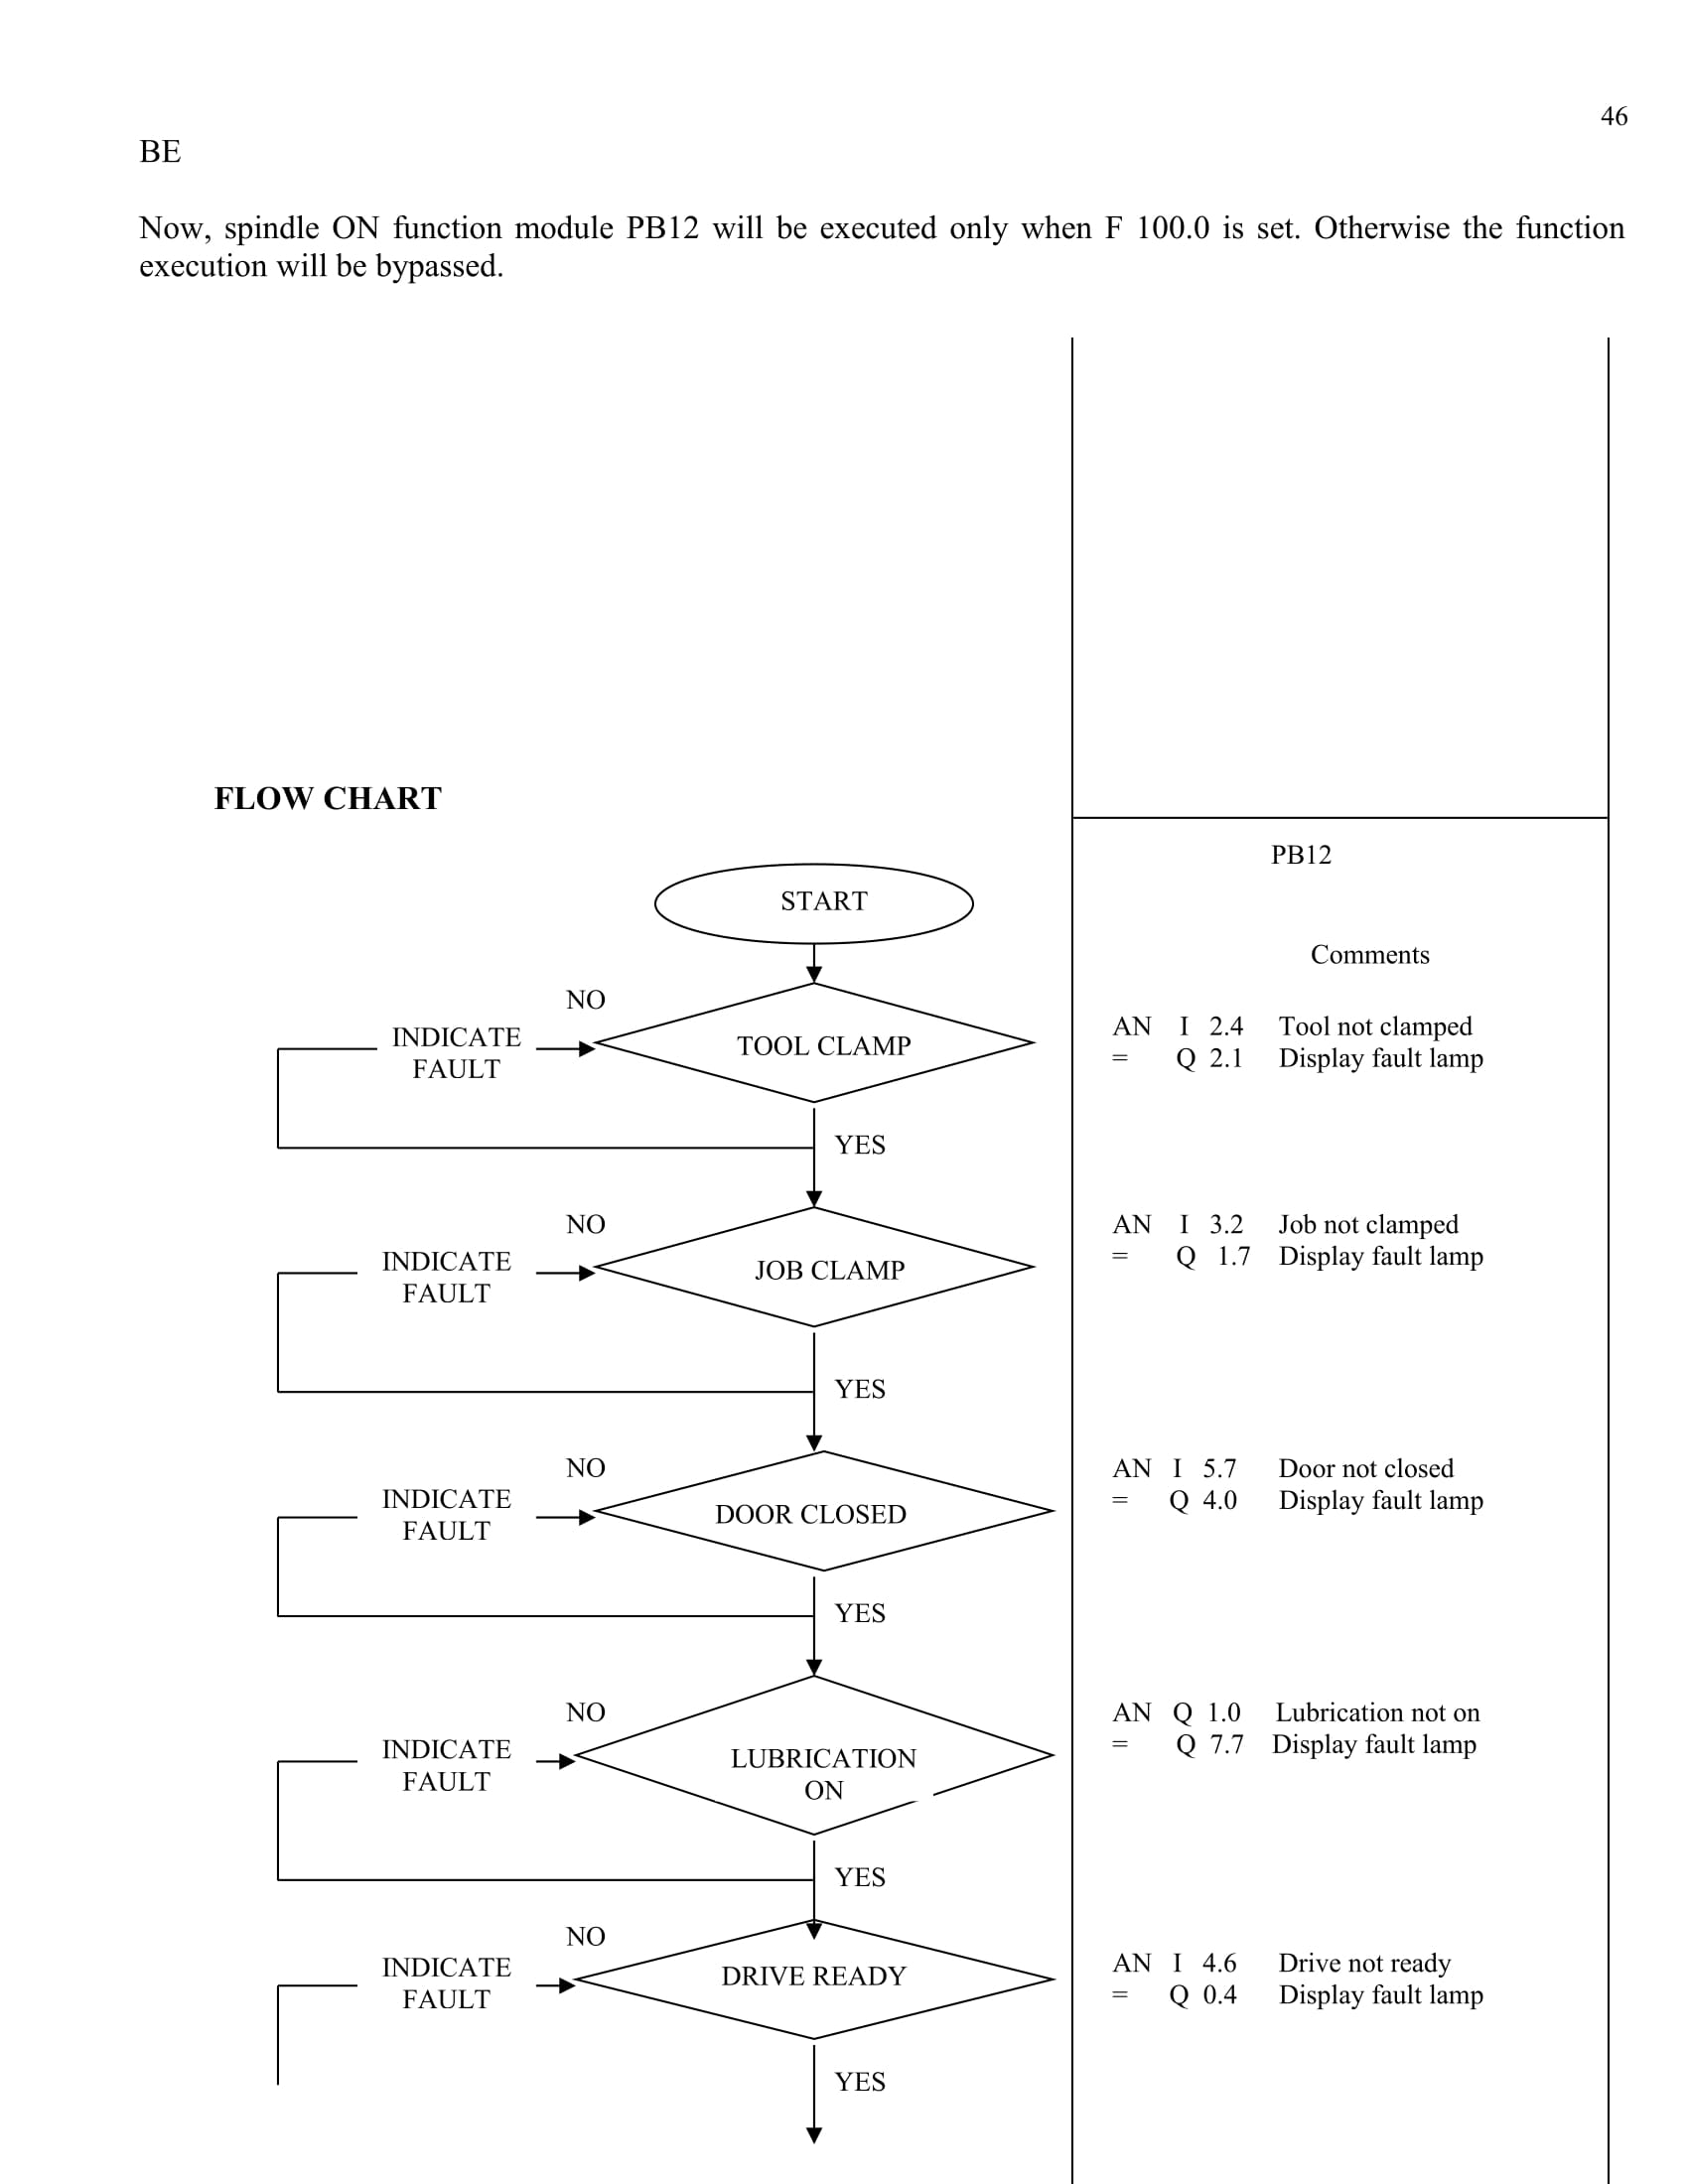 46
BE
Now, spindle ON function module PB12 will be executed only when F 100.0 is set. Otherwise the function
execution will be bypassed.
FLOW CHART
PB12
START
Comments
NO
INDICATE
FAULT
TOOL CLAMP
AN I 2.4 Tool not clamped
= Q 2.1 Display fault lamp
YES
NO
INDICATE
FAULT
JOB CLAMP
AN I 3.2 Job not clamped
= Q 1.7 Display fault lamp
YES
NO
INDICATE
FAULT
DOOR CLOSED
AN I 5.7 Door not closed
= Q 4.0 Display fault lamp
YES
NO
INDICATE
FAULT
LUBRICATION
ON
AN Q 1.0 Lubrication not on
= Q 7.7 Display fault lamp
YES
NO
INDICATE
FAULT
DRIVE READY
AN I 4.6 Drive not ready
= Q 0.4 Display fault lamp
YES